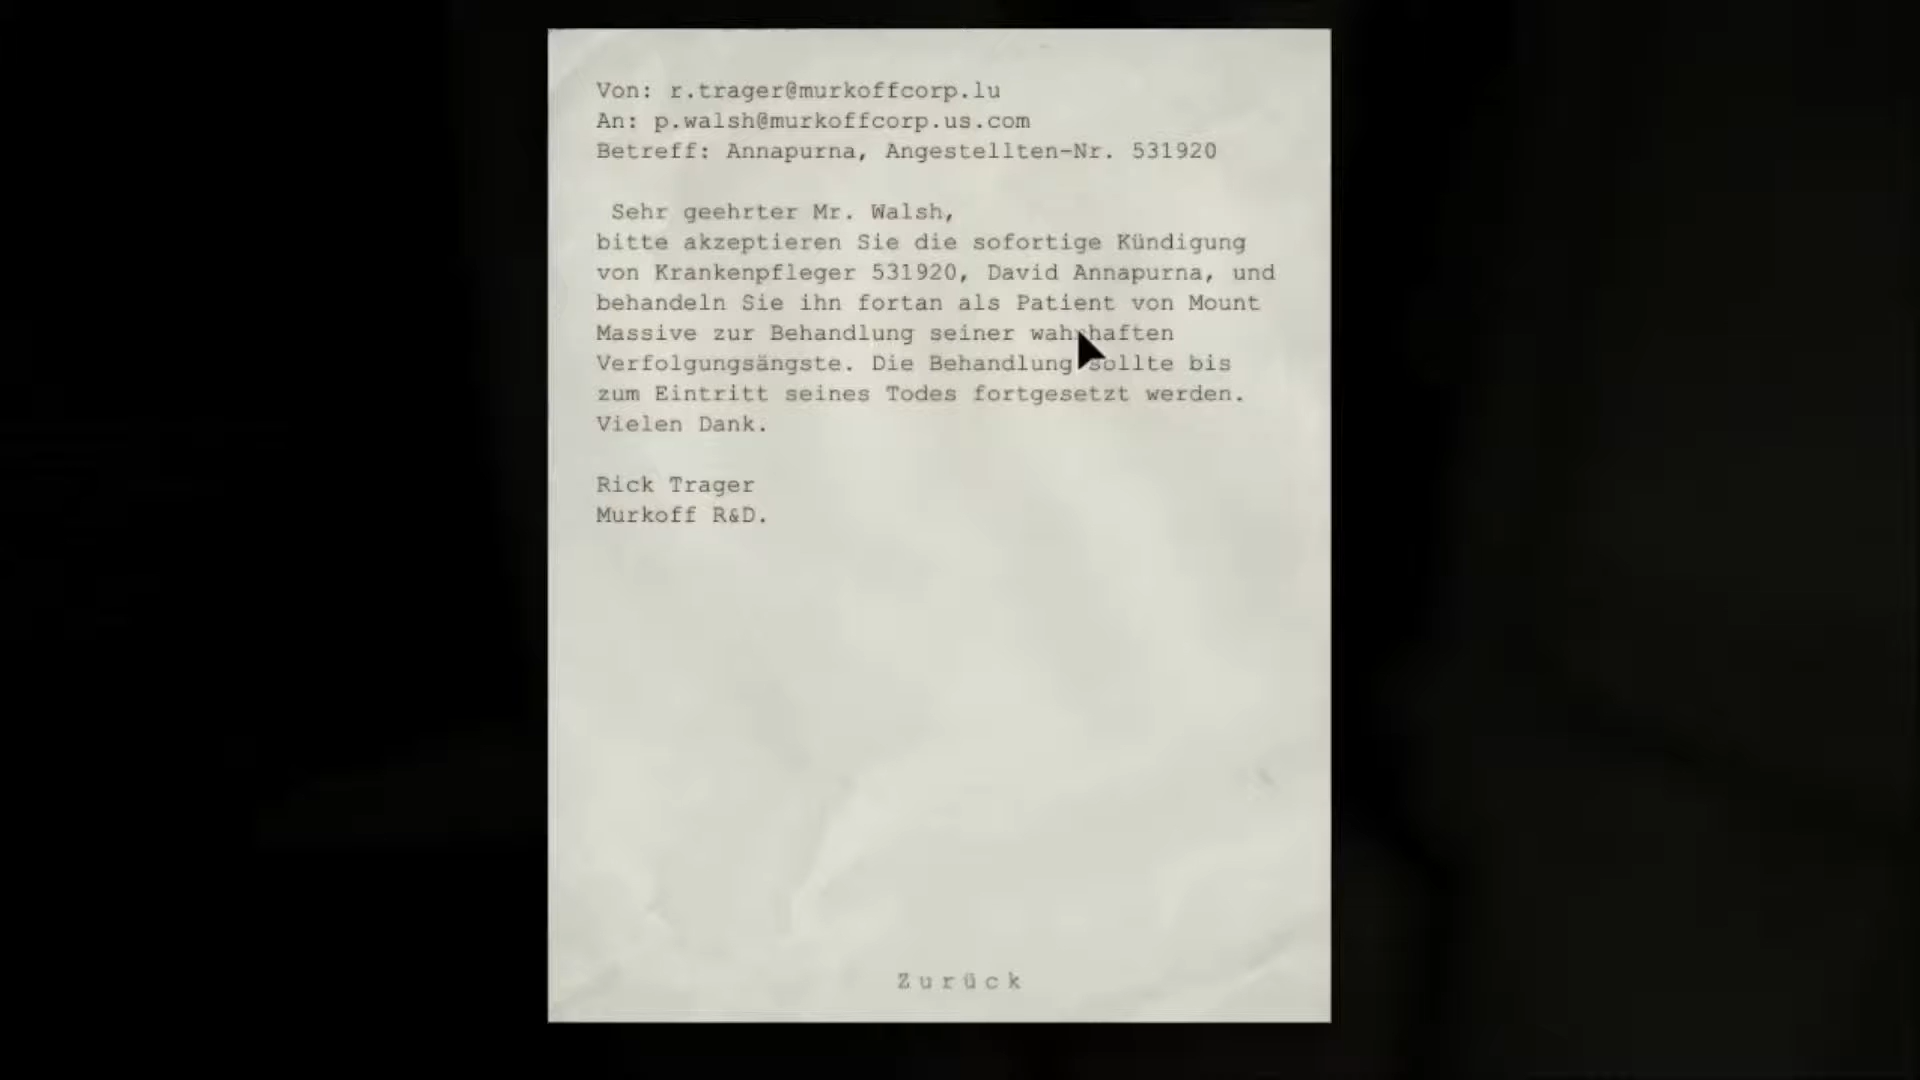 Von: r.trager@murkoffcorp.lu
An: p.walsh@murkoffcorp.us.com
Betreff: Annapurna, Angestellten-Nr. 531920
Sehr geehrter Mr. Walsh,
bitte akzeptieren Sie die sofortige Kündigung
von Krankenpfleger 531920, David Annapurna, und
behandeln Sie ihn fortan als Patient von Mount
Massive zur Behandlung seiner wahnhaften
Verfolgungsängste. Die Behandlung sollte bis
zum Eintritt seines Todes fortgesetzt werden.
Vielen Dank.
Rick Trager
Murkoff R&D.
Zurück